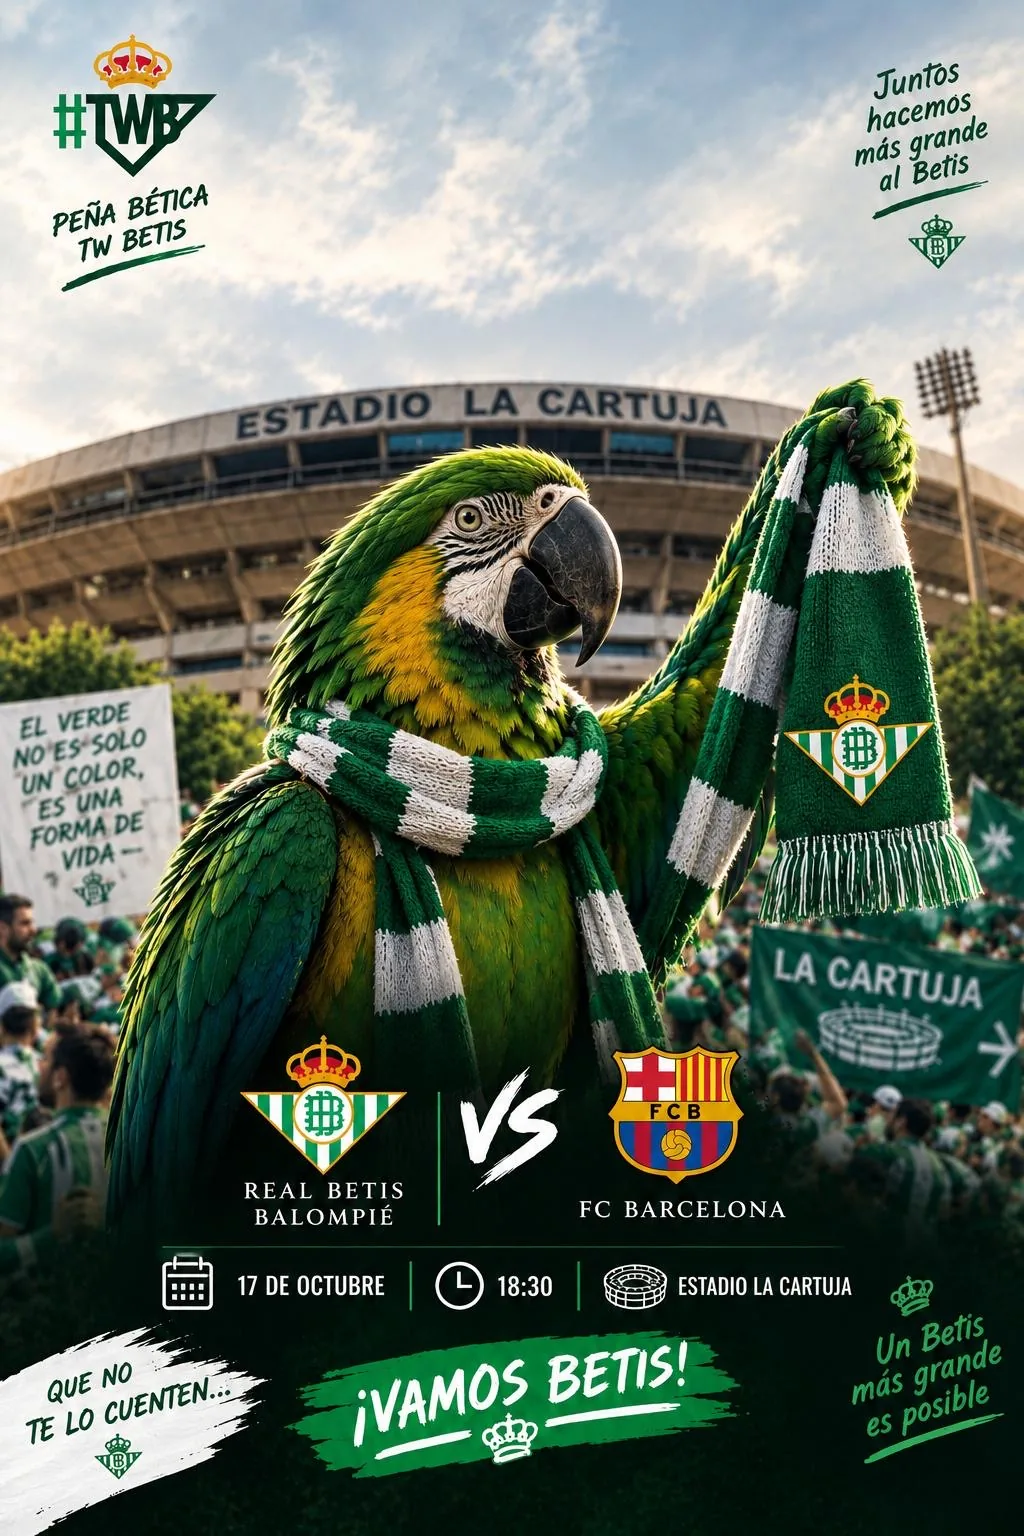 #TWB
PEÑA BÉTICA
TW BETIS
Juntos
hacemos
más grande
al Betis
ESTADIO LA CARTUJA
EL VERDE
NO ES SOLO
UN COLOR,
ES UNA
FORMA DE
VIDA —
LA CARTUJA
VS
FCB
REAL BETIS
BALOMPIÉ
FC BARCELONA
17 DE OCTUBRE
18:30
ESTADIO LA CARTUJA
QUE NO
TE LO CUENTEN...
¡VAMOS BETIS!
Un Betis
más grande
es posible